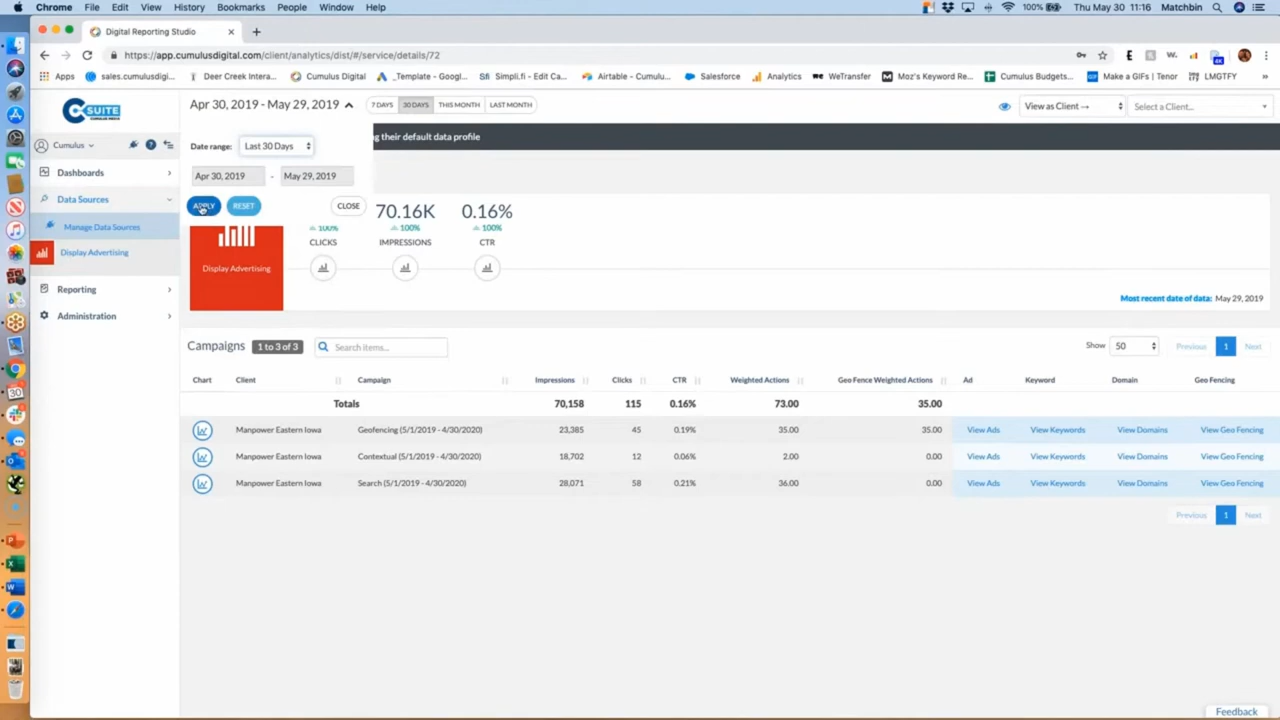 Chrome File Edit View History Bookmarks People Window Help 100% Thu May 30 11:16 Matchbin
Digital Reporting Studio
https://app.cumulusdigital.com/client/analytics/dist/#/service/details/72
Apps sales.cumulusdigi... Deer Creek Intera... Cumulus Digital _Template - Googl... Simpli.fi - Edit Ca... Airtable - Cumulu... Salesforce Analytics WeTransfer Moz's Keyword Re... Cumulus Budgets... Make a GIFs | Tenor LMGTFY
C SUITE
CUMULUS MEDIA
Apr 30, 2019 - May 29, 2019 7 DAYS 30 DAYS THIS MONTH LAST MONTH View as Client → Select a Client...
Cumulus
g their default data profile
Date range: Last 30 Days
Apr 30, 2019 - May 29, 2019
APPLY RESET CLOSE
Dashboards
Data Sources
Manage Data Sources
Display Advertising
Reporting
Administration
70.16K 0.16%
100% 100% 100%
CLICKS IMPRESSIONS CTR
Display Advertising
Most recent date of data: May 29, 2019
Campaigns 1 to 3 of 3 Search items... Show 50 Previous 1 Next
Chart Client Campaign Impressions Clicks CTR Weighted Actions Geo Fence Weighted Actions Ad Keyword Domain Geo Fencing
Totals 70,158 115 0.16% 73.00 35.00
Manpower Eastern Iowa Geofencing (5/1/2019 - 4/30/2020) 23,385 45 0.19% 35.00 35.00 View Ads View Keywords View Domains View Geo Fencing
Manpower Eastern Iowa Contextual (5/1/2019 - 4/30/2020) 18,702 12 0.06% 2.00 0.00 View Ads View Keywords View Domains View Geo Fencing
Manpower Eastern Iowa Search (5/1/2019 - 4/30/2020) 28,071 58 0.21% 36.00 0.00 View Ads View Keywords View Domains View Geo Fencing
Previous 1 Next
Feedback